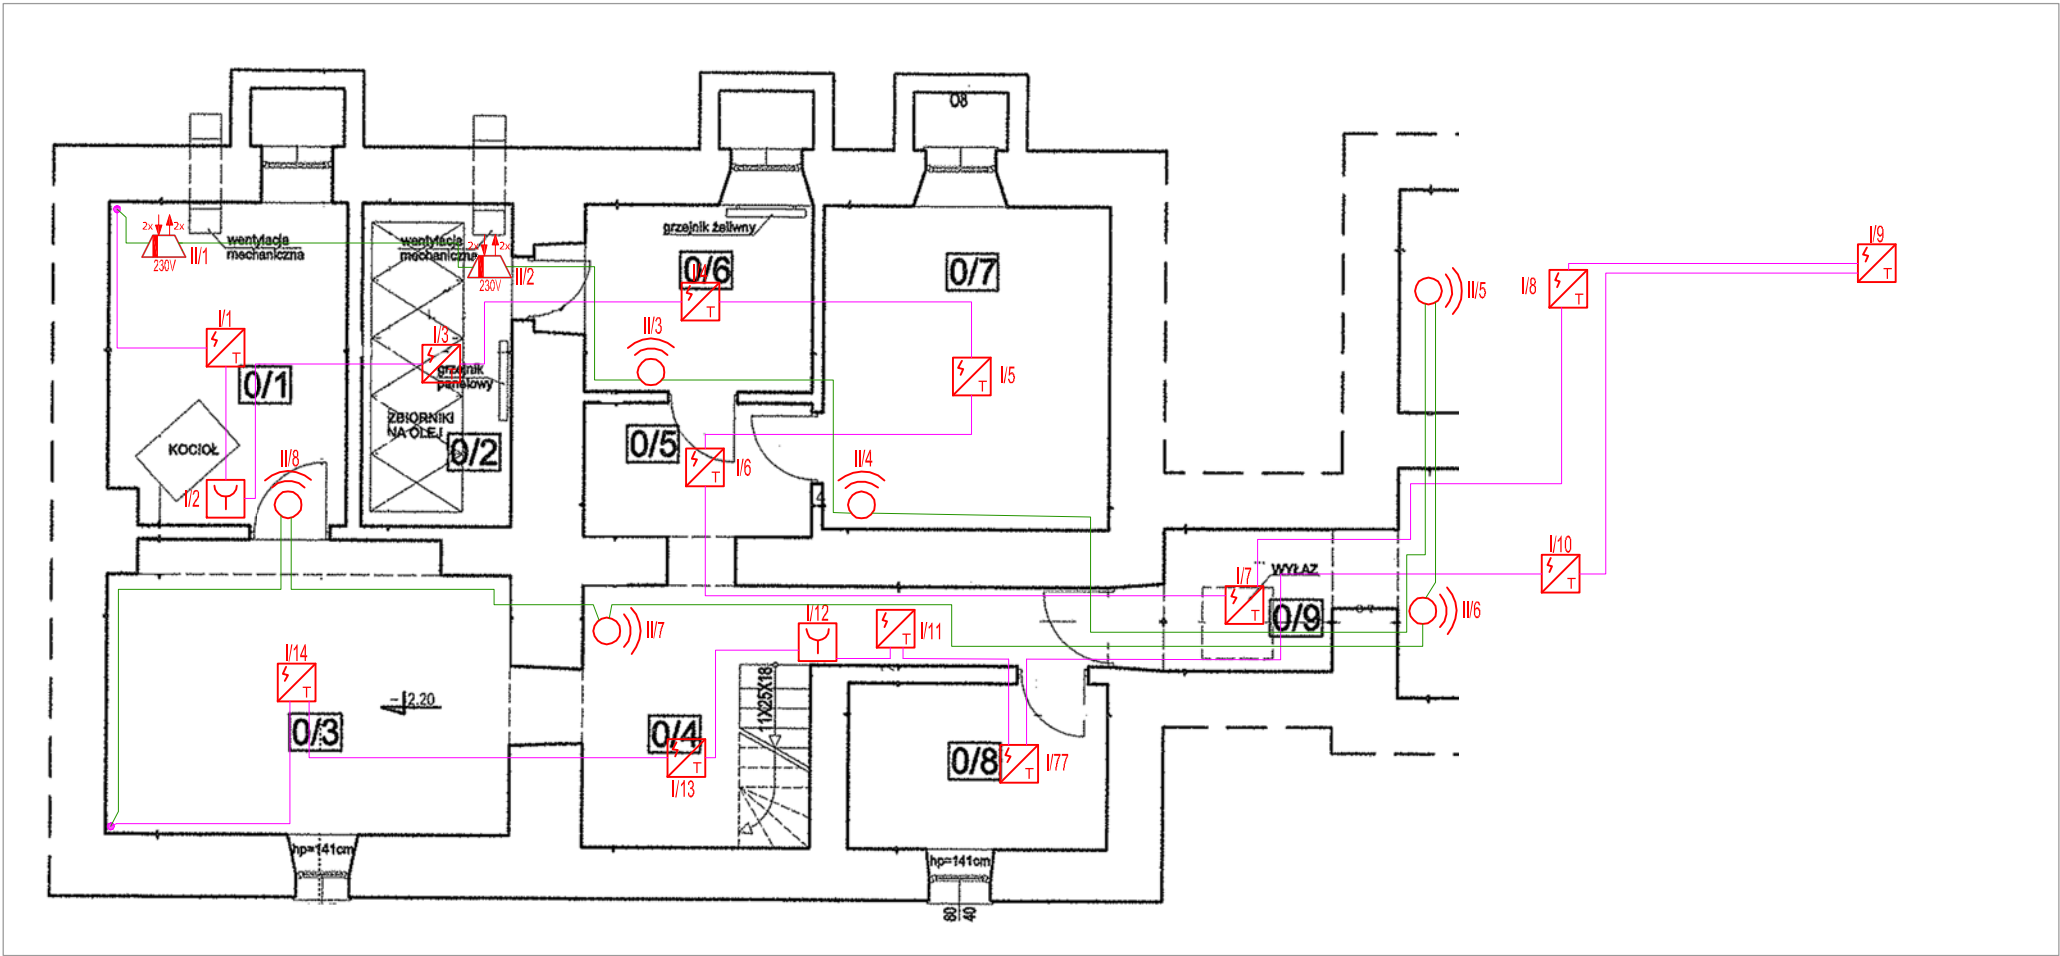 O8
I/9
2x
2x
II/1
230V
wentylacja
mechaniczna
wentylacja
mechaniczna
2x
2x
II/2
230V
grzejnik żeliwny
0/6
I/4
T
0/7
I/8
T
T
II/5
I/1
T
I/3
II/3
I/5
T
grzejnik
panelowy
0/1
ZBIORNIKI
NA OLEJ
0/2
KOCIOŁ
0/5
I/6
T
II/4
II/8
I/2
I/10
T
WYŁAZ
I/7
T
0/9
II/6
II/7
I/12
I/11
T
I/14
T
2.20
11X25X18
0/3
0/4
T
I/13
0/8
T
I/77
hp=141cm
hp=141cm
80
40